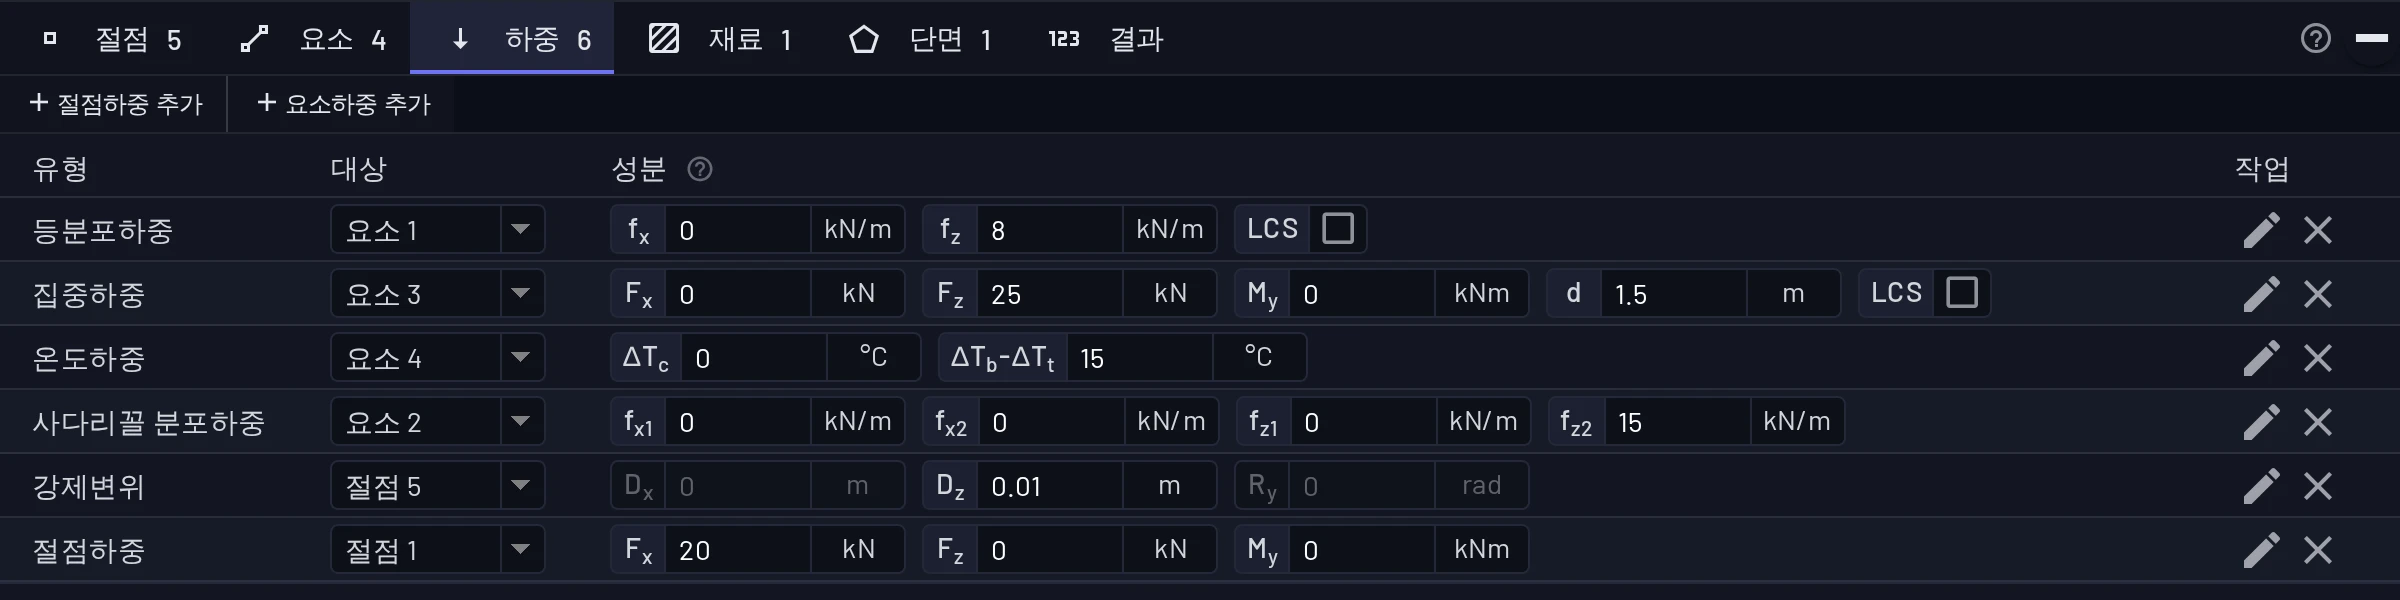 절점 5 요소 4 하중 6 재료 1 단면 1 123 결과
+ 절점하중 추가 + 요소하중 추가
유형 대상 성분 작업
등분포하중 요소 1 fx 0 kN/m fz 8 kN/m LCS
집중하중 요소 3 Fx 0 kN Fz 25 kN My 0 kNm d 1.5 m LCS
온도하중 요소 4 ΔTc 0 °C ΔTb-ΔTt 15 °C
사다리꼴 분포하중 요소 2 fx1 0 kN/m fx2 0 kN/m fz1 0 kN/m fz2 15 kN/m
강제변위 절점 5 Dx 0 m Dz 0.01 m Ry 0 rad
절점하중 절점 1 Fx 20 kN Fz 0 kN My 0 kNm